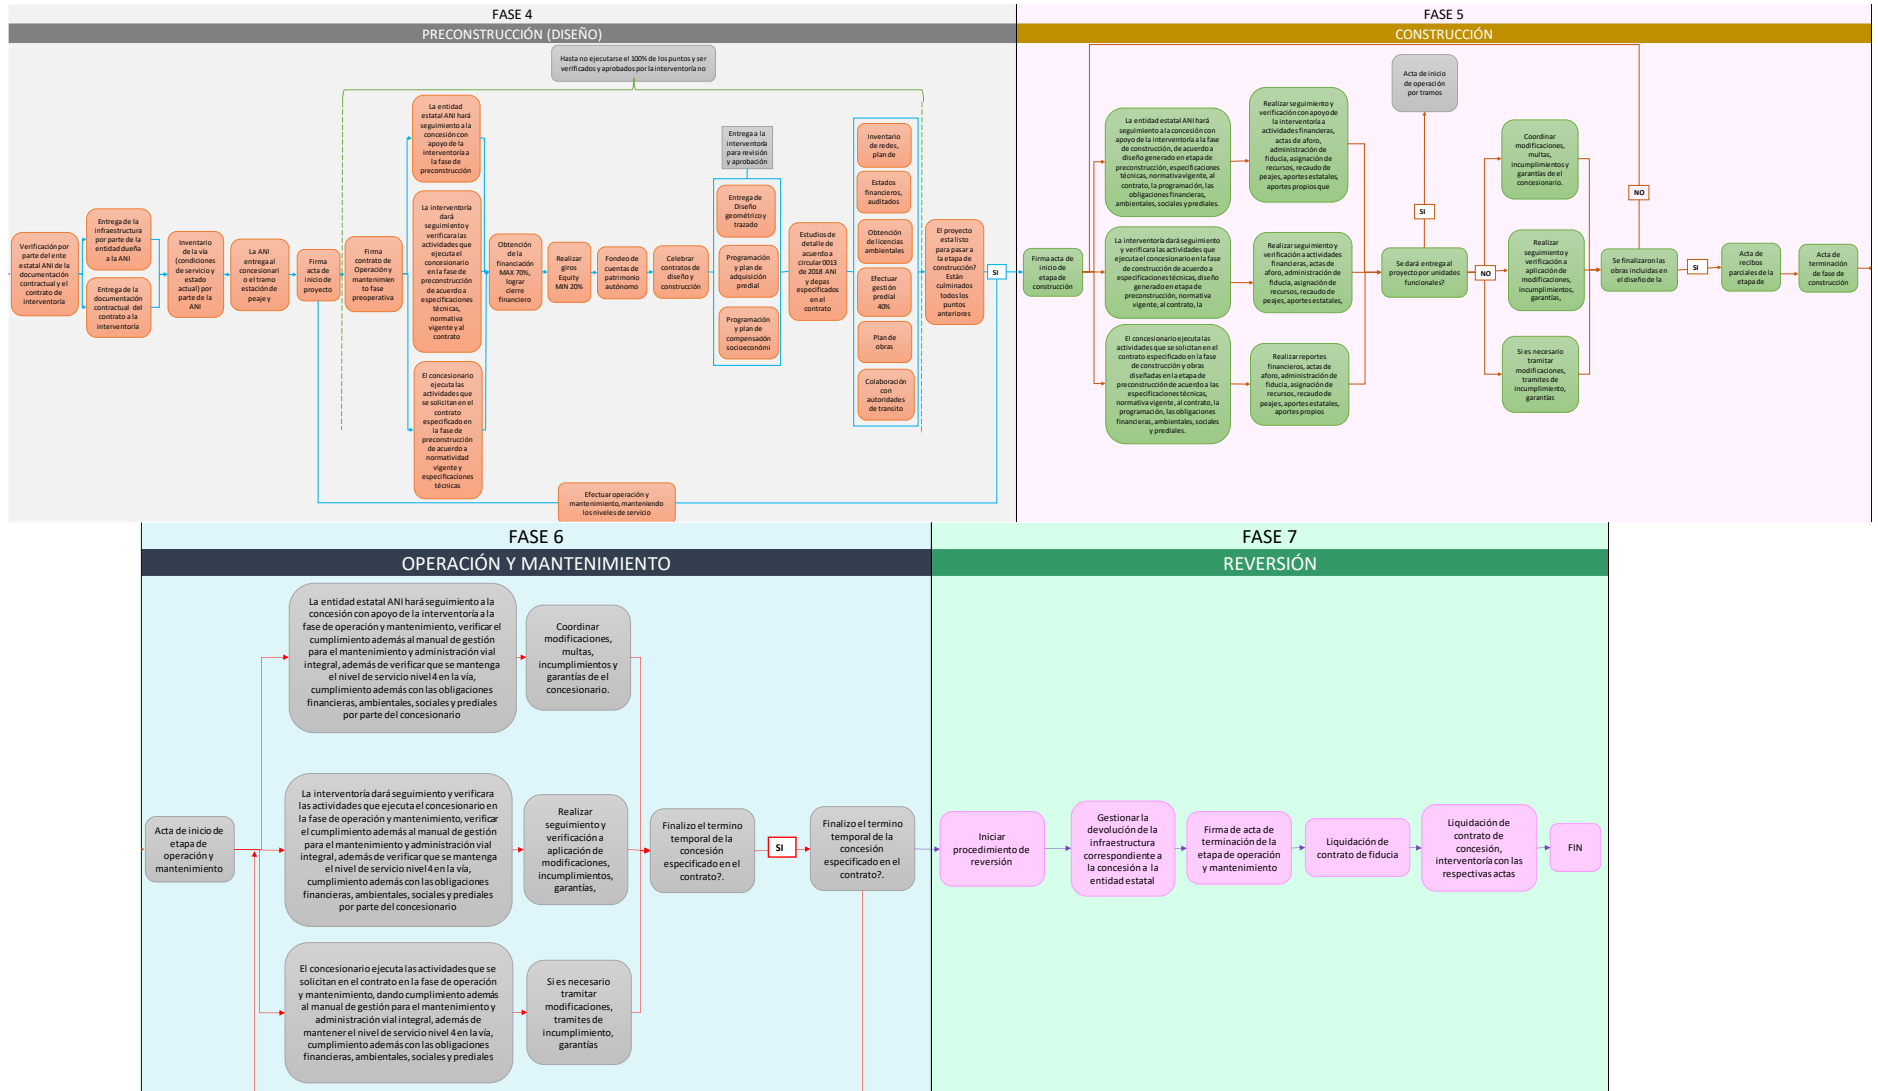 FASE 4
PRECONSTRUCCIÓN (DISEÑO)
Hasta no ejecutarse el 100% de los puntos y ser
verificados y aprobados por la interventoría no
Verificación por
parte del ente
estatal ANI de la
documentación
contractual y el
contrato de
interventoría
Entrega de la
infraestructura
por parte de la
entidad dueña
a la ANI
Entrega de la
documentación
contractual del
contrato a la
interventoría
Inventario
de la vía
(condiciones
de servicio y
estado
actual) por
parte de la
ANI
La ANI
entrega al
concesionari
o el tramo
estación de
peaje y
Firma
acta de
inicio de
proyecto
Firma
contrato de
Operación y
mantenimien
to fase
preoperativa
La entidad
estatal ANI hará
seguimiento a la
concesión con
apoyo de la
interventoría a
la fase de
preconstrucción
La interventoría
dará
seguimiento y
verificara las
actividades que
ejecuta el
concesionario
en la fase de
preconstrucción
de acuerdo a
especificaciones
técnicas,
normativa
vigente y al
contrato
El concesionario
ejecuta las
actividades que
se solicitan en el
contrato
especificado en
la fase de
preconstrucción
de acuerdo a
normatividad
vigente y
especificaciones
técnicas
Obtención
de la
financiación
MAX 70%,
lograr
cierre
financiero
Realizar
giros
Equity
MIN 20%
Fondeo de
cuentas de
patrimonio
autónomo
Celebrar
contratos de
diseño y
construcción
Entrega a la
interventoría
para revisión
y aprobación
Entrega de
Diseño
geométrico y
trazado
Programación
y plan de
adquisición
predial
Programación
y plan de
compensación
socioeconómi
Estudios de
detalle de
acuerdo a
circular 0013
de 2018 ANI
y depas
especificados
en el
contrato
Inventario
de redes,
plan de
Estados
financieros,
auditados
Obtención
de licencias
ambientales
Efectuar
gestión
predial
40%
Plan de
obras
Colaboración
con
autoridades
de transito
El proyecto
esta listo
para pasar a
la etapa de
construcción?
Están
culminados
todos los
puntos
anteriores
SI
Efectuar operación y
mantenimiento, manteniendo
los niveles de servicio
FASE 5
CONSTRUCCIÓN
Firma acta de
inicio de
etapa de
construcción
La entidad estatal ANI hará
seguimiento a la concesión con
apoyo de la interventoría a la fase
de construcción, de acuerdo a
diseño generado en etapa de
preconstrucción, especificaciones
técnicas, normativa vigente, al
contrato, la programación, las
obligaciones financieras,
ambientales, sociales y prediales.
La interventoría dará seguimiento
y verificara las actividades que
ejecuta el concesionario en la fase
de construcción de acuerdo a
especificaciones técnicas, diseño
generado en etapa de
preconstrucción, normativa
vigente, al contrato, la
El concesionario ejecuta las
actividades que se solicitan en el
contrato especificado en la fase
de construcción y obras
diseñadas en la etapa de
preconstrucción de acuerdo a las
especificaciones técnicas,
normativa vigente, al contrato, la
programación, las obligaciones
financieras, ambientales, sociales
y prediales.
Realizar seguimiento y
verificación con apoyo de
la interventoría a
actividades financieras,
actas de aforo,
administración de
fiducia, asignación de
recursos, recaudo de
peajes, aportes estatales,
aportes propios que
Realizar seguimiento y
verificación a actividades
financieras, actas de
aforo, administración de
fiducia, asignación de
recursos, recaudo de
peajes, aportes estatales,
Realizar reportes
financieros, actas de
aforo, administración de
fiducia, asignación de
recursos, recaudo de
peajes, aportes estatales,
aportes propios
Acta de inicio
de operación
por tramos
SI
Se dará entrega al
proyecto por unidades
funcionales?
NO
Coordinar
modificaciones,
multas,
incumplimientos y
garantías de el
concesionario.
Realizar
seguimiento y
verificación a
aplicación de
modificaciones,
incumplimientos,
garantías,
Si es necesario
tramitar
modificaciones,
tramites de
incumplimiento,
garantías
NO
Se finalizaron las
obras incluidas en
el diseño de la
SI
Acta de
recibos
parciales de la
etapa de
Acta de
terminación
de fase de
construcción
FASE 6
OPERACIÓN Y MANTENIMIENTO
Acta de inicio de
etapa de
operación y
mantenimiento
La entidad estatal ANI hará seguimiento a la
concesión con apoyo de la interventoría a la
fase de operación y mantenimiento, verificar el
cumplimiento además al manual de gestión
para el mantenimiento y administración vial
integral, además de verificar que se mantenga
el nivel de servicio nivel 4 en la vía,
cumplimiento además con las obligaciones
financieras, ambientales, sociales y prediales
por parte del concesionario
La interventoría dará seguimiento y verificara
las actividades que ejecuta el concesionario en
la fase de operación y mantenimiento, verificar
el cumplimiento además al manual de gestión
para el mantenimiento y administración vial
integral, además de verificar que se mantenga
el nivel de servicio nivel 4 en la vía,
cumplimiento además con las obligaciones
financieras, ambientales, sociales y prediales
por parte del concesionario
El concesionario ejecuta las actividades que se
solicitan en el contrato en la fase de operación
y mantenimiento, dando cumplimiento además
al manual de gestión para el mantenimiento y
administración vial integral, además de
mantener el nivel de servicio nivel 4 en la vía,
cumplimiento además con las obligaciones
financieras, ambientales, sociales y prediales
Coordinar
modificaciones,
multas,
incumplimientos y
garantías de el
concesionario.
Realizar
seguimiento y
verificación a
aplicación de
modificaciones,
incumplimientos,
garantías,
Si es necesario
tramitar
modificaciones,
tramites de
incumplimiento,
garantías
Finalizo el termino
temporal de la
concesión
especificado en el
contrato?.
SI
Finalizo el termino
temporal de la
concesión
especificado en el
contrato?.
FASE 7
REVERSIÓN
Iniciar
procedimiento de
reversión
Gestionar la
devolución de la
infraestructura
correspondiente a
la concesión a la
entidad estatal
Firma de acta de
terminación de la
etapa de operación
y mantenimiento
Liquidación de
contrato de fiducia
Liquidación de
contrato de
concesión,
interventoría con las
respectivas actas
FIN